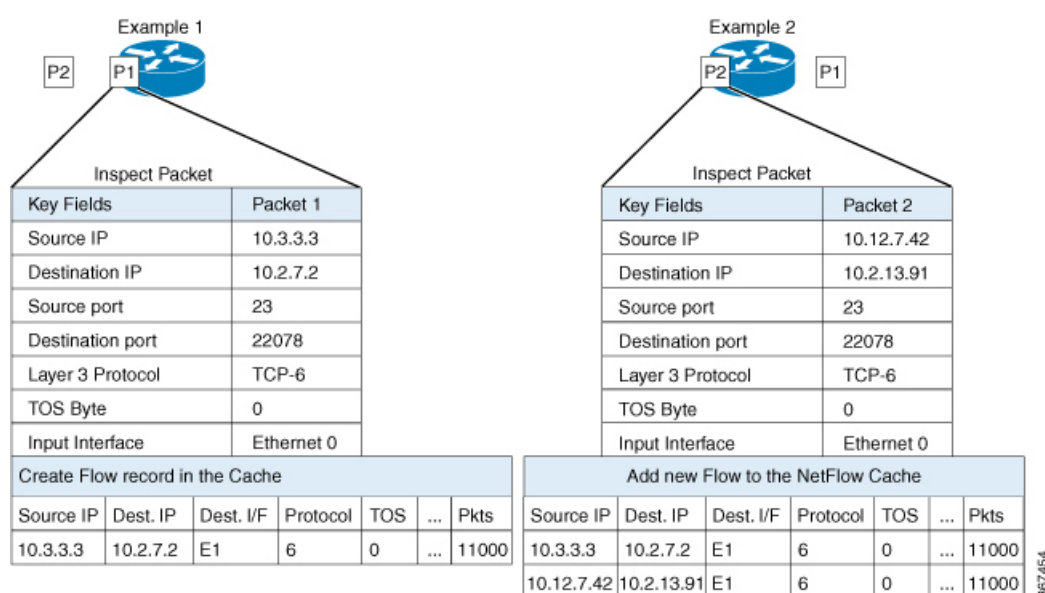 Example 1
P2 P1
Inspect Packet
Key Fields Packet 1
Source IP 10.3.3.3
Destination IP 10.2.7.2
Source port 23
Destination port 22078
Layer 3 Protocol TCP-6
TOS Byte 0
Input Interface Ethernet 0
Create Flow record in the Cache
Source IP Dest. IP Dest. I/F Protocol TOS ... Pkts
10.3.3.3 10.2.7.2 E1 6 0 ... 11000
Example 2
P2 P1
Inspect Packet
Key Fields Packet 2
Source IP 10.12.7.42
Destination IP 10.2.13.91
Source port 23
Destination port 22078
Layer 3 Protocol TCP-6
TOS Byte 0
Input Interface Ethernet 0
Add new Flow to the NetFlow Cache
Source IP Dest. IP Dest. I/F Protocol TOS ... Pkts
10.3.3.3 10.2.7.2 E1 6 0 ... 11000
10.12.7.42 10.2.13.91 E1 6 0 ... 11000